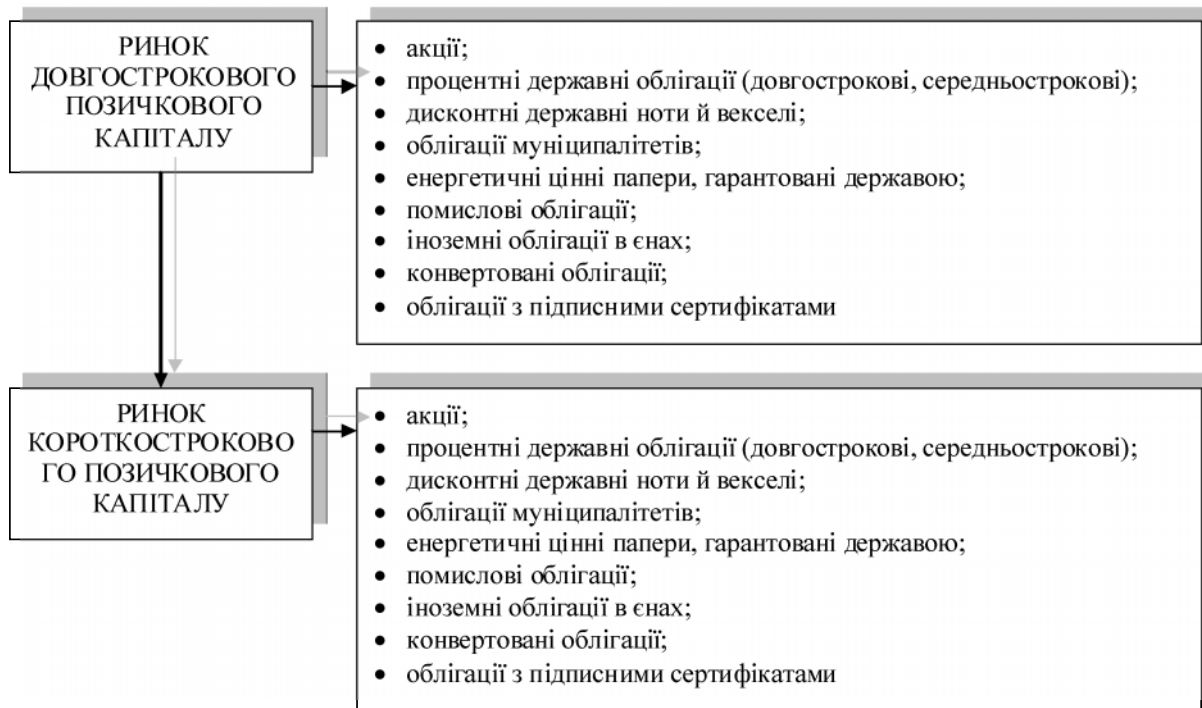 РИНОК
ДОВГОСТРОКОВОГО
ПОЗИЧКОВОГО
КАПІТАЛУ
• акції;
• процентні державні облігації (довгострокові, середньострокові);
• дисконтні державні ноти й векселі;
• облігації муніципалітетів;
• енергетичні цінні папери, гарантовані державою;
• помислові облігації;
• іноземні облігації в єнах;
• конвертовані облігації;
• облігації з підписними сертифікатами
РИНОК
КОРОТКОСТРОКОВО
ГО ПОЗИЧКОВОГО
КАПІТАЛУ
• акції;
• процентні державні облігації (довгострокові, середньострокові);
• дисконтні державні ноти й векселі;
• облігації муніципалітетів;
• енергетичні цінні папери, гарантовані державою;
• помислові облігації;
• іноземні облігації в єнах;
• конвертовані облігації;
• облігації з підписними сертифікатами